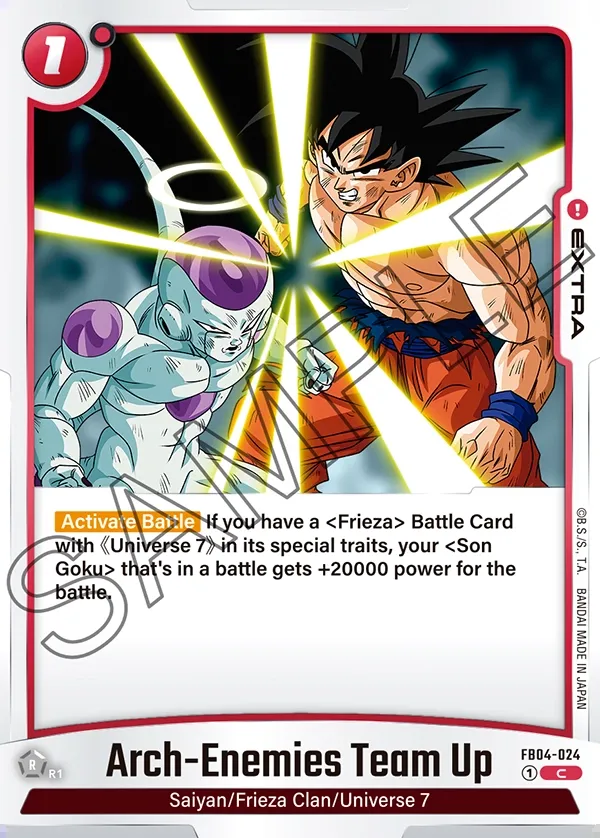 1
! EXTRA
Activate Battle If you have a <Frieza> Battle Card
with 《Universe 7》 in its special traits, your <Son
Goku> that's in a battle gets +20000 power for the
battle.
SAMPLE
©B.S./S., T.A. BANDAI MADE IN JAPAN
R R1
Arch-Enemies Team Up
FB04-024
① C
Saiyan/Frieza Clan/Universe 7